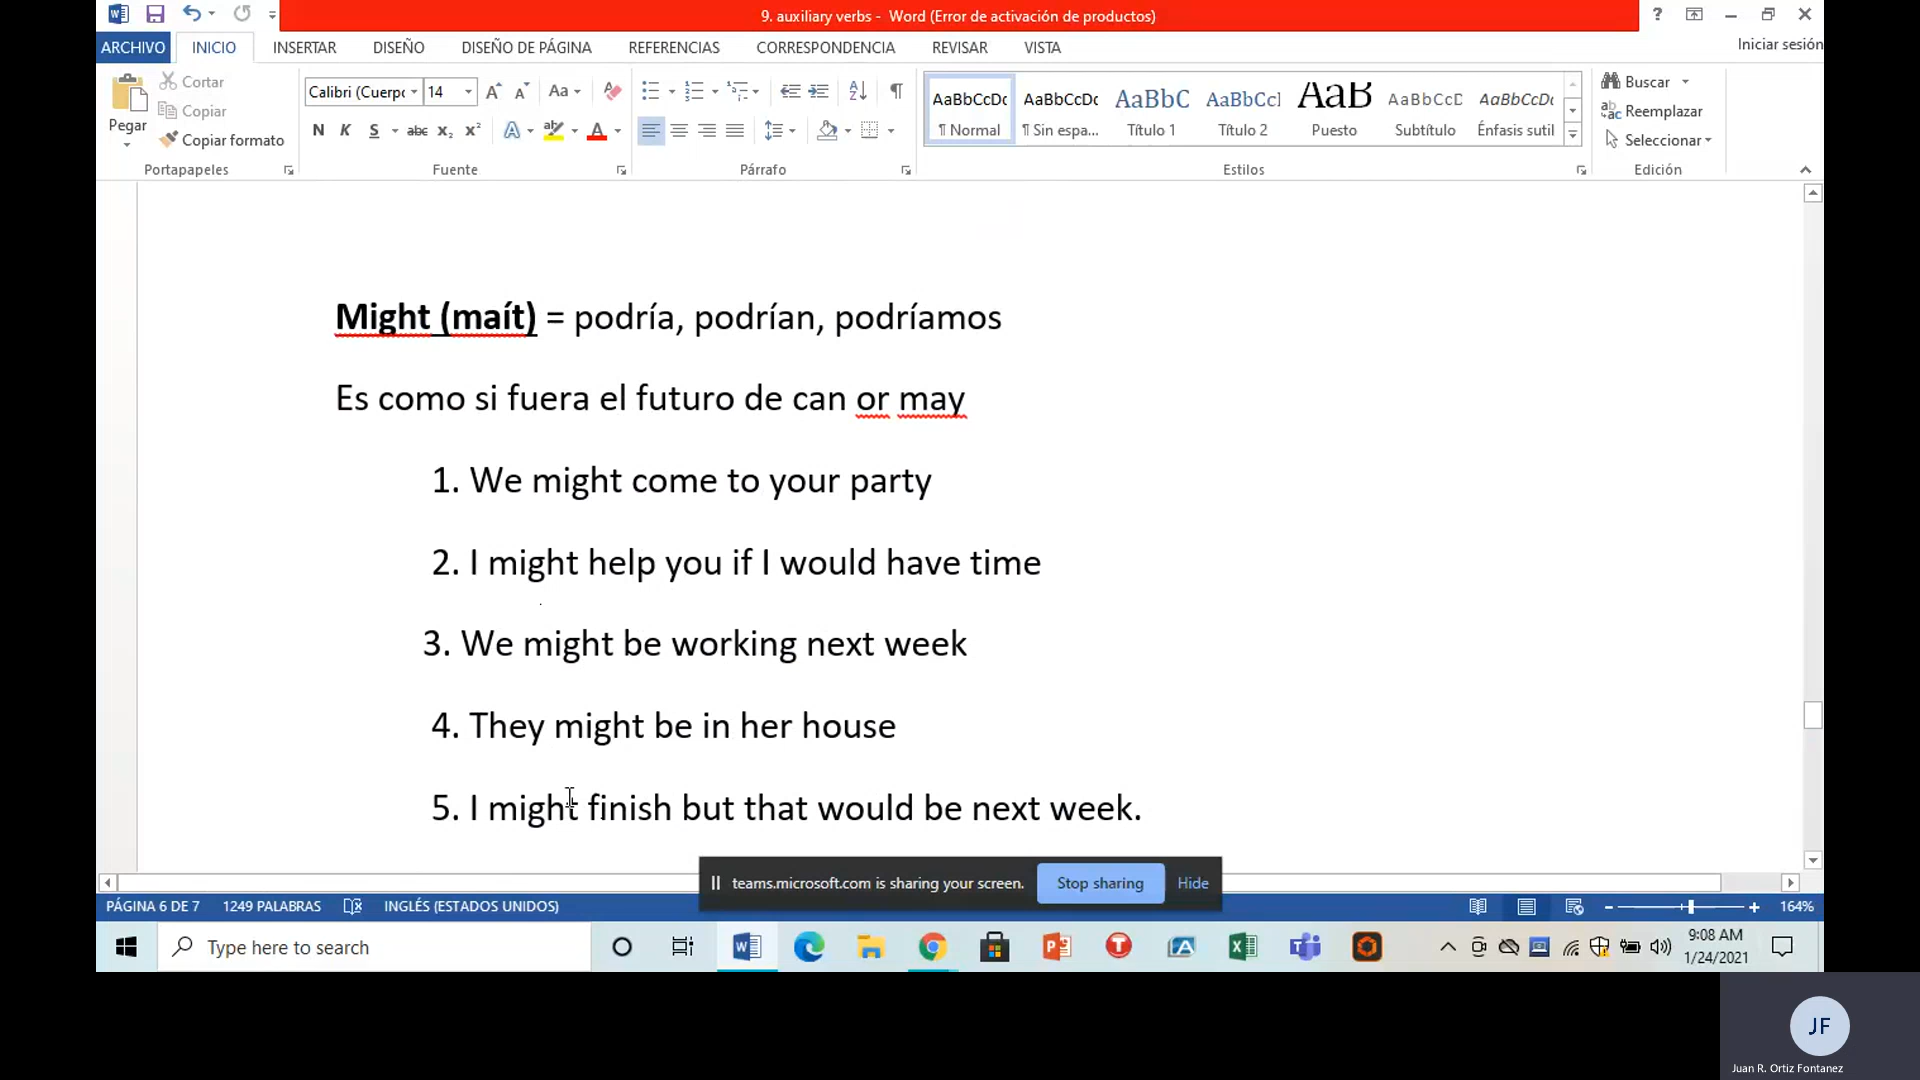 9. auxiliary verbs - Word (Error de activación de productos)
ARCHIVO INICIO INSERTAR DISEÑO DISEÑO DE PÁGINA REFERENCIAS CORRESPONDENCIA REVISAR VISTA Iniciar sesión
Pegar
Cortar
Copiar
Copiar formato
Portapapeles
Calibri (Cuerpo 14
Fuente
Párrafo
AaBbCcDc AaBbCcDc AaBbC AaBbCcI AaB AaBbCcD AaBbCcDc
¶ Normal ¶ Sin espa... Título 1 Título 2 Puesto Subtítulo Énfasis sutil
Estilos
Buscar
Reemplazar
Seleccionar
Edición
Might (maít) = podría, podrían, podríamos
Es como si fuera el futuro de can or may
1. We might come to your party
2. I might help you if I would have time
3. We might be working next week
4. They might be in her house
5. I might finish but that would be next week.
teams.microsoft.com is sharing your screen. Stop sharing Hide
PÁGINA 6 DE 7 1249 PALABRAS INGLÉS (ESTADOS UNIDOS) 164%
Type here to search
9:08 AM
1/24/2021
JF
Juan R. Ortiz Fontanez